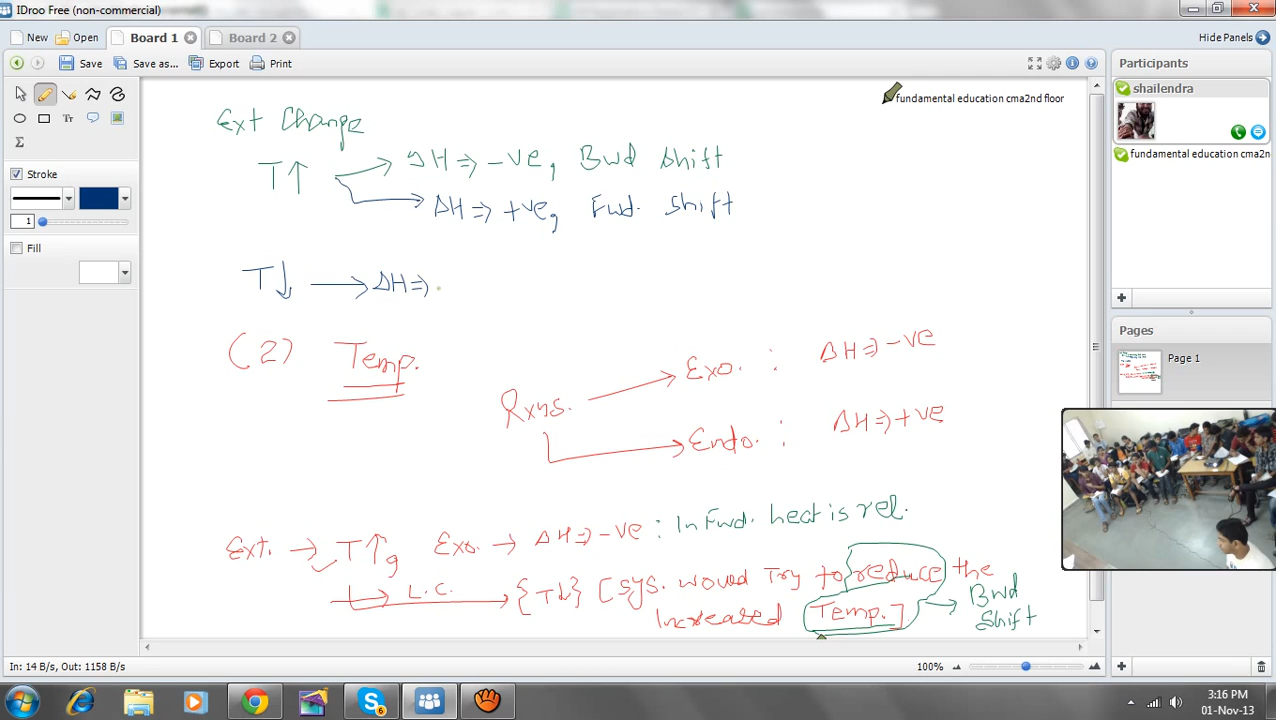 IDroo Free (non-commercial)
New Open Board 1 Board 2 Hide Panels
Save Save as... Export Print
Participants
shailendra
fundamental education cma2n
fundamental education cma2nd floor
Stroke
1
Fill
Pages
Page 1
Ext Change
T↑ → ΔH ⇒ -ve, Bwd Shift
→ ΔH ⇒ +ve, Fwd. Shift
T↓ → ΔH ⇒
(2) Temp.
Rxns. → Exo. : ΔH ⇒ -ve
→ Endo. : ΔH ⇒ +ve
Ext. → T↑, Exo. → ΔH ⇒ -ve : In Fwd. heat is rel.
→ L.C. → {T↓} [sys. would Try to reduce the
Increased Temp.] → Bwd
Shift
In: 14 B/s, Out: 1158 B/s
100%
6
3:16 PM
01-Nov-13